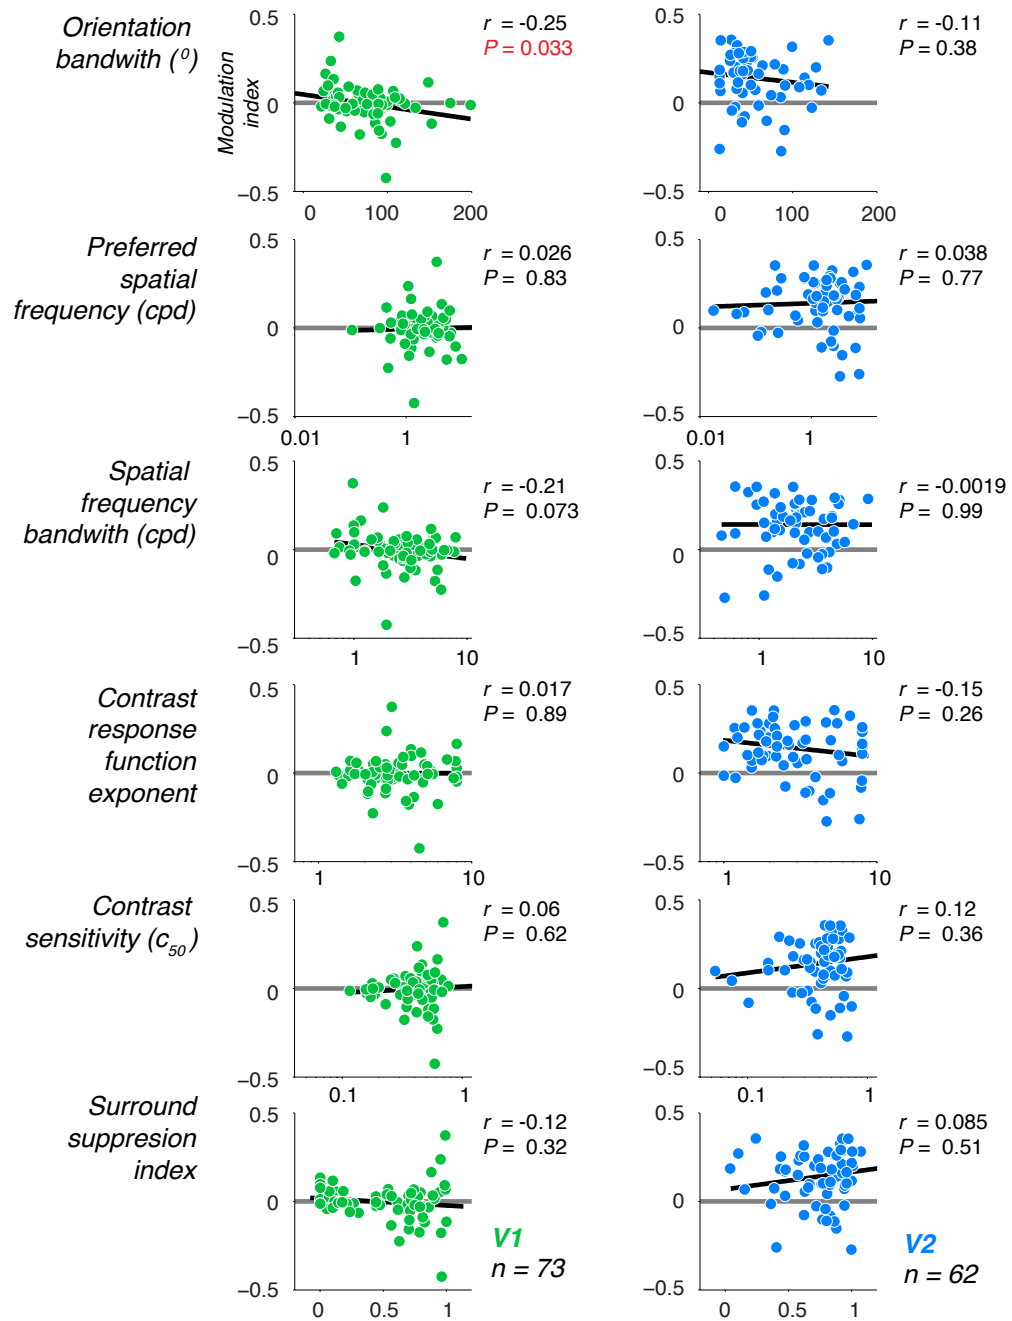 Orientation
bandwith (⁰)
Modulation
index
0.5
0
−0.5
0 100 200
r = -0.25
P = 0.033
0.5
0
−0.5
0 100 200
r = -0.11
P = 0.38
Preferred
spatial
frequency (cpd)
0.5
0
−0.5
0.01 1
r = 0.026
P = 0.83
0.5
0
−0.5
0.01 1
r = 0.038
P = 0.77
Spatial
frequency
bandwith (cpd)
0.5
0
−0.5
1 10
r = -0.21
P = 0.073
0.5
0
−0.5
1 10
r = -0.0019
P = 0.99
Contrast
response
function
exponent
0.5
0
−0.5
1 10
r = 0.017
P = 0.89
0.5
0
−0.5
1 10
r = -0.15
P = 0.26
Contrast
sensitivity (c₅₀)
0.5
0
−0.5
0.1 1
r = 0.06
P = 0.62
0.5
0
−0.5
0.1 1
r = 0.12
P = 0.36
Surround
suppresion
index
0.5
0
−0.5
0 0.5 1
r = -0.12
P = 0.32
V1
n = 73
0.5
0
−0.5
0 0.5 1
r = 0.085
P = 0.51
V2
n = 62